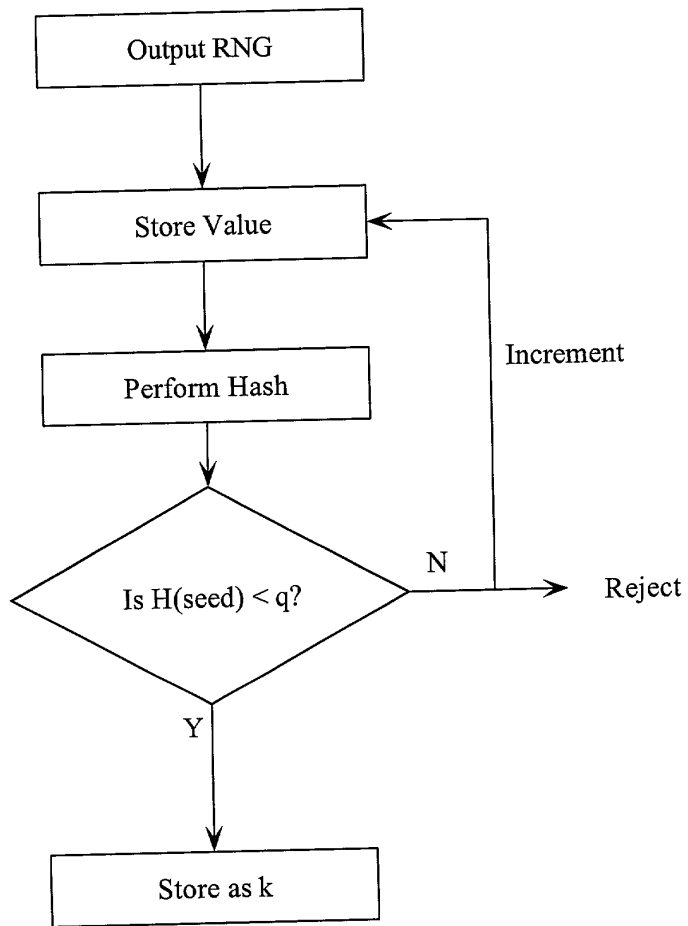 Output RNG
Store Value
Increment
Perform Hash
N
Is H(seed) < q?
Reject
Y
Store as k